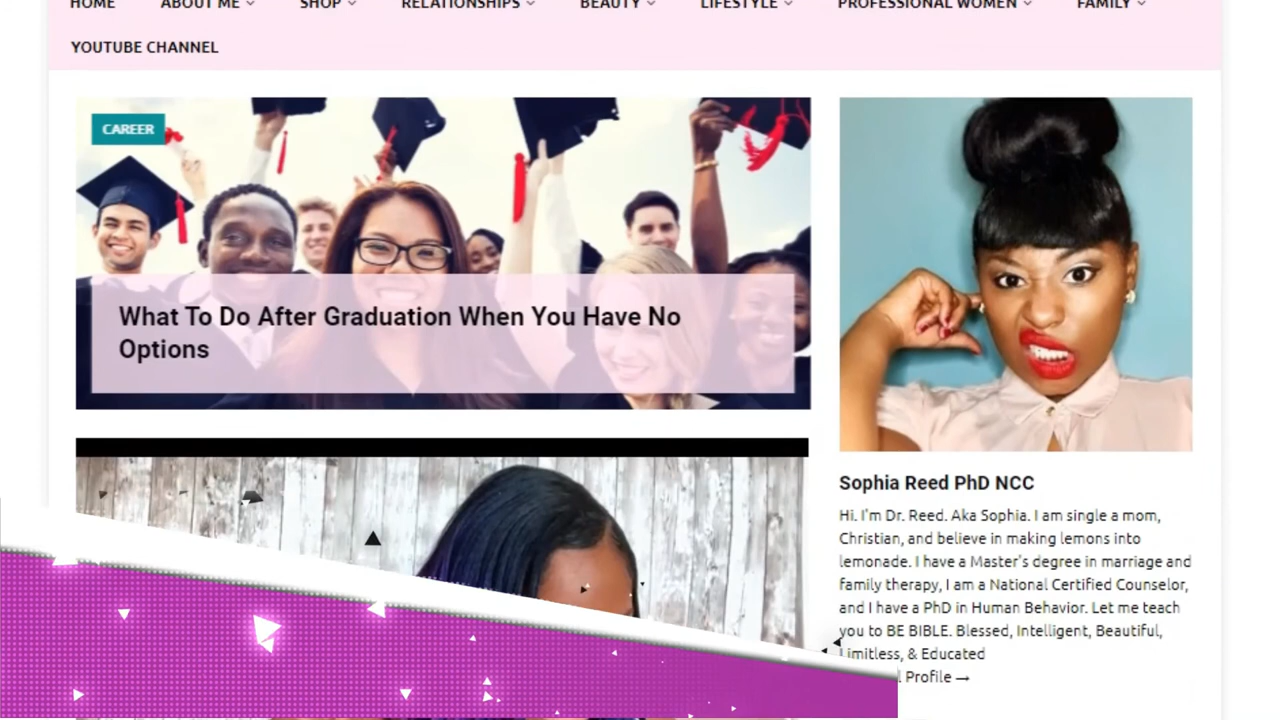 HOME ABOUT ME SHOP RELATIONSHIPS BEAUTY LIFESTYLE PROFESSIONAL WOMEN FAMILY
YOUTUBE CHANNEL
CAREER
What To Do After Graduation When You Have No
Options
Sophia Reed PhD NCC
Hi. I'm Dr. Reed. Aka Sophia. I am single a mom,
Christian, and believe in making lemons into
lemonade. I have a Master's degree in marriage and
family therapy, I am a National Certified Counselor,
and I have a PhD in Human Behavior. Let me teach
you to BE BIBLE. Blessed, Intelligent, Beautiful,
Limitless, & Educated
Profile →